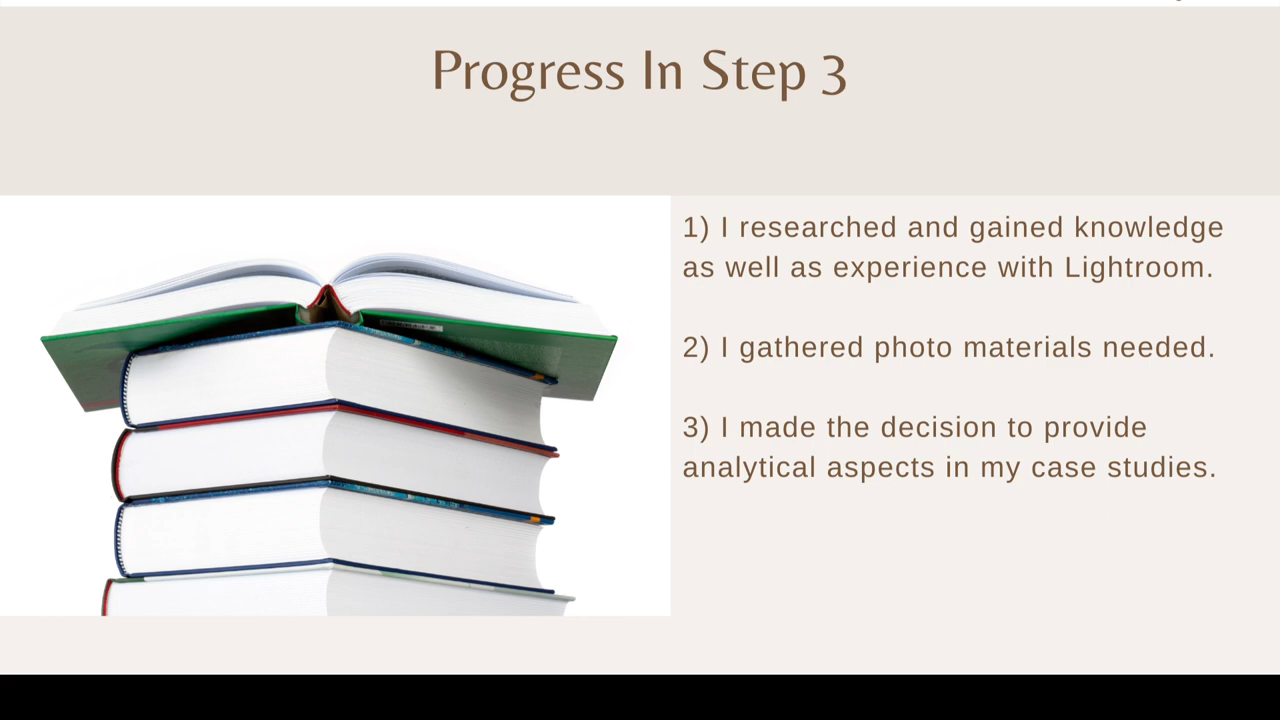 Progress In Step 3
1) I researched and gained knowledge
as well as experience with Lightroom.
2) I gathered photo materials needed.
3) I made the decision to provide
analytical aspects in my case studies.